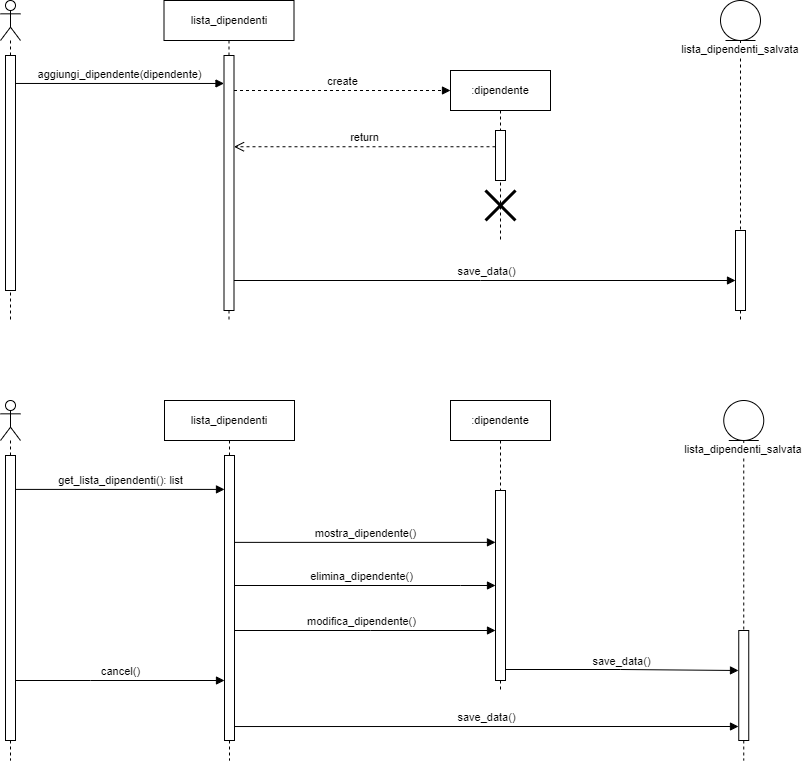 lista_dipendenti
lista_dipendenti_salvata
aggiungi_dipendente(dipendente)
create
:dipendente
return
save_data()
lista_dipendenti
:dipendente
lista_dipendenti_salvata
get_lista_dipendenti(): list
mostra_dipendente()
elimina_dipendente()
modifica_dipendente()
save_data()
cancel()
save_data()